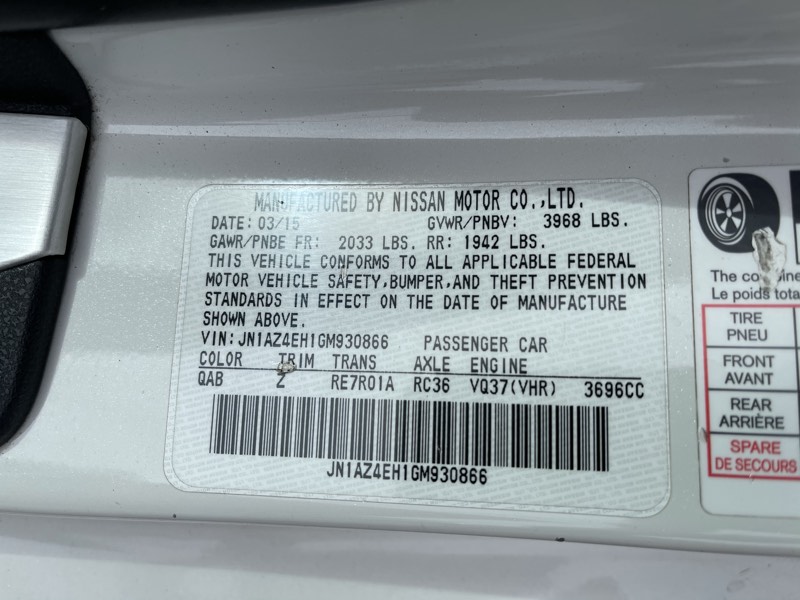 MANUFACTURED BY NISSAN MOTOR CO.,LTD.
DATE: 03/15 GVWR/PNBV: 3968 LBS.
GAWR/PNBE FR: 2033 LBS. RR: 1942 LBS.
THIS VEHICLE CONFORMS TO ALL APPLICABLE FEDERAL
MOTOR VEHICLE SAFETY,BUMPER,AND THEFT PREVENTION
STANDARDS IN EFFECT ON THE DATE OF MANUFACTURE
SHOWN ABOVE.
VIN: JN1AZ4EH1GM930866 PASSENGER CAR
COLOR TRIM TRANS AXLE ENGINE
QAB Z RE7R01A RC36 VQ37(VHR) 3696CC
JN1AZ4EH1GM930866
The
Le poids
TIRE
PNEU
FRONT
AVANT
REAR
ARRIÈRE
SPARE
DE SECOURS